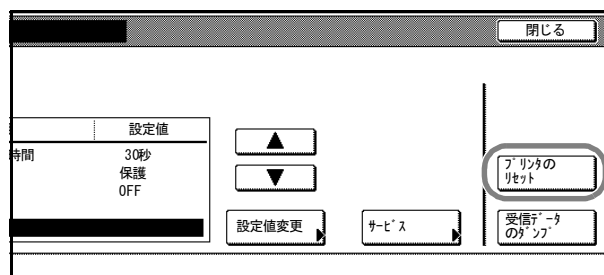 閉じる
設定値
時間 30秒
保護
OFF
▲
▼
プリンタの
リセット
設定値変更
サービス
受信データ
のダンプ